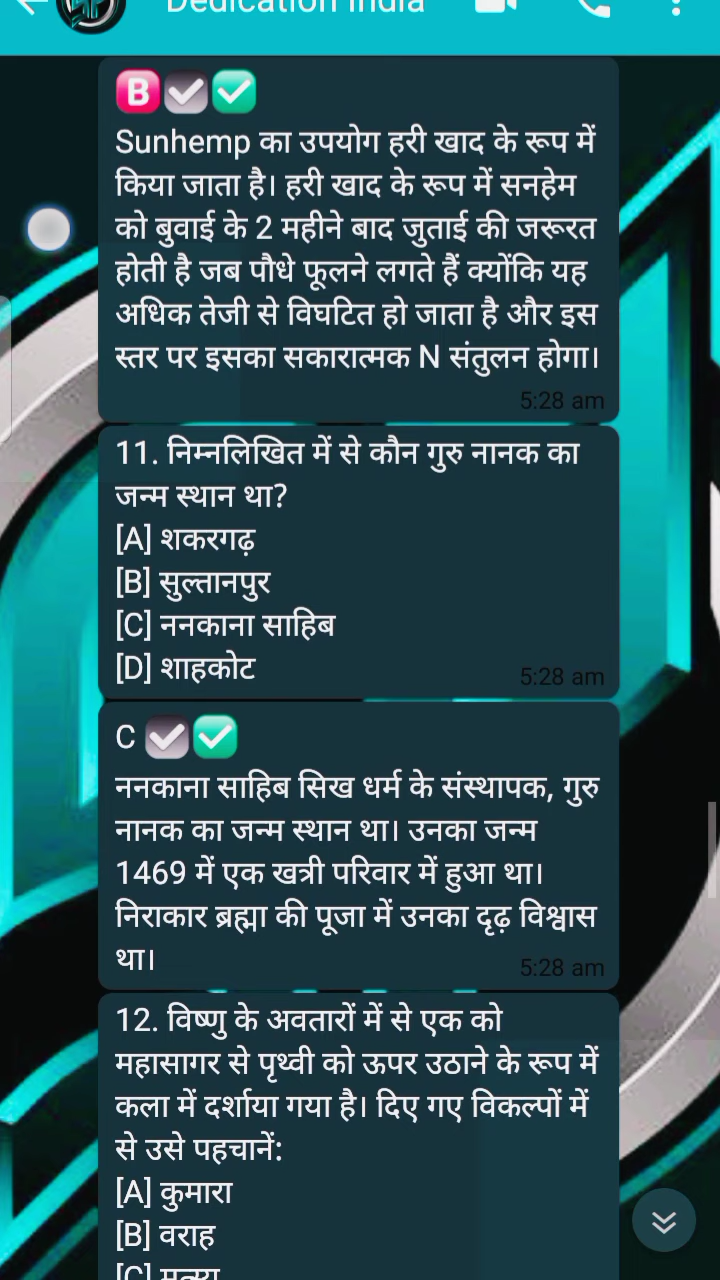 Dedication India
B
Sunhemp का उपयोग हरी खाद के रूप में
किया जाता है। हरी खाद के रूप में सनहेम
को बुवाई के 2 महीने बाद जुताई की जरूरत
होती है जब पौधे फूलने लगते हैं क्योंकि यह
अधिक तेजी से विघटित हो जाता है और इस
स्तर पर इसका सकारात्मक N संतुलन होगा।
5:28 am
11. निम्नलिखित में से कौन गुरु नानक का
जन्म स्थान था?
[A] शकरगढ़
[B] सुल्तानपुर
[C] ननकाना साहिब
[D] शाहकोट
5:28 am
C
ननकाना साहिब सिख धर्म के संस्थापक, गुरु
नानक का जन्म स्थान था। उनका जन्म
1469 में एक खत्री परिवार में हुआ था।
निराकार ब्रह्मा की पूजा में उनका दृढ़ विश्वास
था।
5:28 am
12. विष्णु के अवतारों में से एक को
महासागर से पृथ्वी को ऊपर उठाने के रूप में
कला में दर्शाया गया है। दिए गए विकल्पों में
से उसे पहचानें:
[A] कुमारा
[B] वराह
[C] मत्स्य